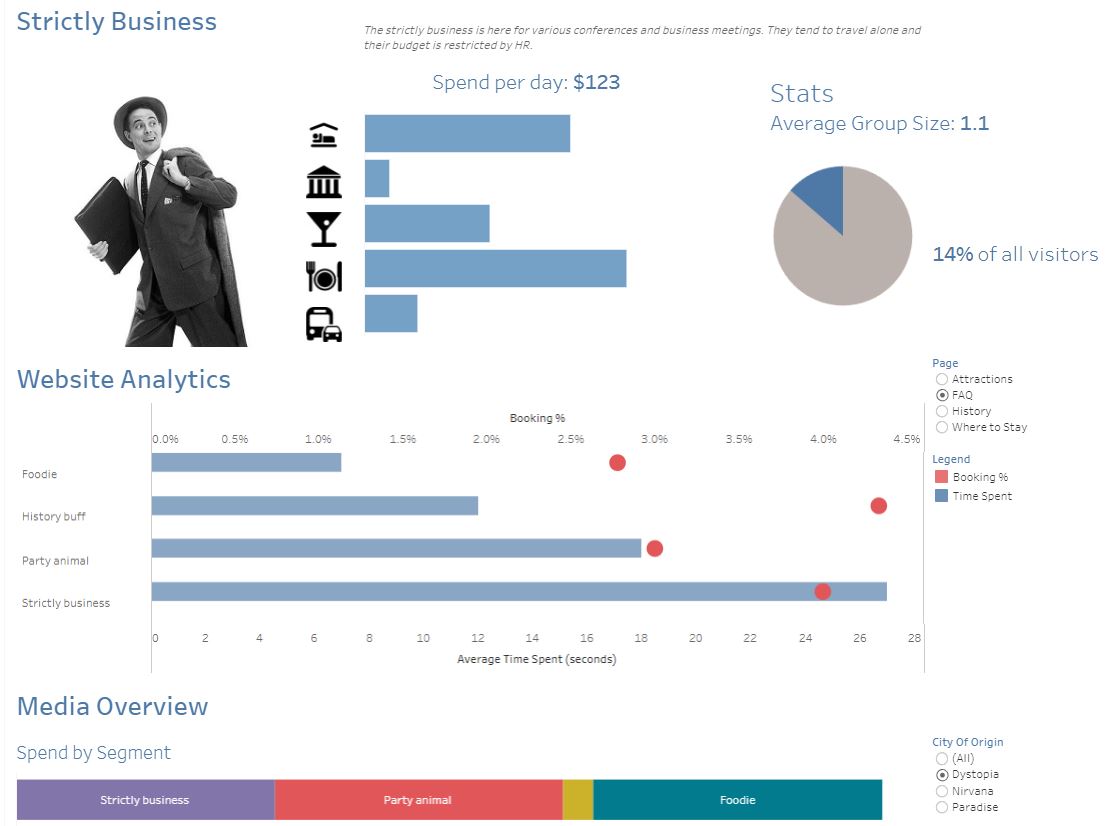 Strictly Business
The strictly business is here for various conferences and business meetings. They tend to travel alone and
their budget is restricted by HR.
Spend per day: $123
Stats
Average Group Size: 1.1
14% of all visitors
Website Analytics
Page
Attractions
FAQ
History
Where to Stay
Legend
Booking %
Time Spent
Booking %
0.0% 0.5% 1.0% 1.5% 2.0% 2.5% 3.0% 3.5% 4.0% 4.5%
Foodie
History buff
Party animal
Strictly business
0 2 4 6 8 10 12 14 16 18 20 22 24 26 28
Average Time Spent (seconds)
Media Overview
Spend by Segment
Strictly business Party animal Foodie
City Of Origin
(All)
Dystopia
Nirvana
Paradise